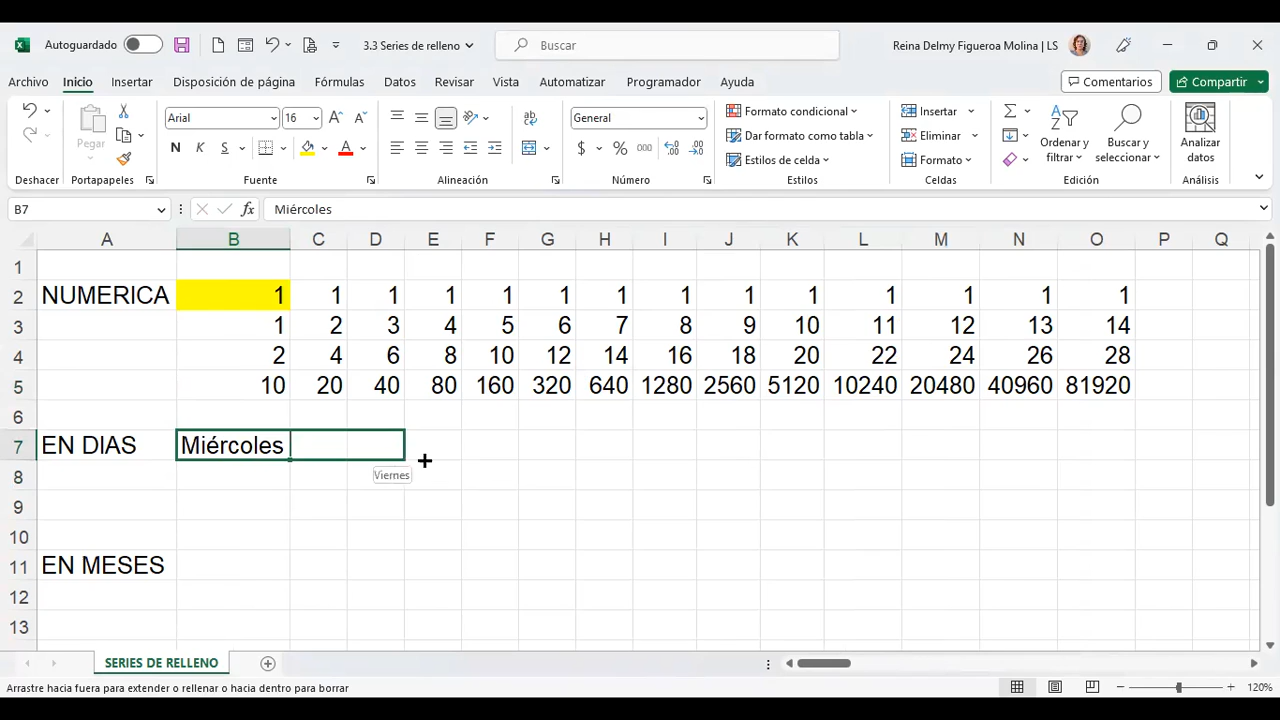 Autoguardado 3.3 Series de relleno Buscar Reina Delmy Figueroa Molina | LS
Archivo Inicio Insertar Disposición de página Fórmulas Datos Revisar Vista Automatizar Programador Ayuda Comentarios Compartir
Pegar Arial 16 General Formato condicional Insertar
N K S $ % 000 Dar formato como tabla Eliminar Ordenar y filtrar Buscar y seleccionar Analizar datos
Estilos de celda Formato
Deshacer Portapapeles Fuente Alineación Número Estilos Celdas Edición Análisis
B7 fx Miércoles
A B C D E F G H I J K L M N O P Q
1
2 NUMERICA 1 1 1 1 1 1 1 1 1 1 1 1 1 1
3 1 2 3 4 5 6 7 8 9 10 11 12 13 14
4 2 4 6 8 10 12 14 16 18 20 22 24 26 28
5 10 20 40 80 160 320 640 1280 2560 5120 10240 20480 40960 81920
6
7 EN DIAS Miércoles
8 Viernes
9
10
11 EN MESES
12
13
SERIES DE RELLENO
Arrastre hacia fuera para extender o rellenar o hacia dentro para borrar 120%